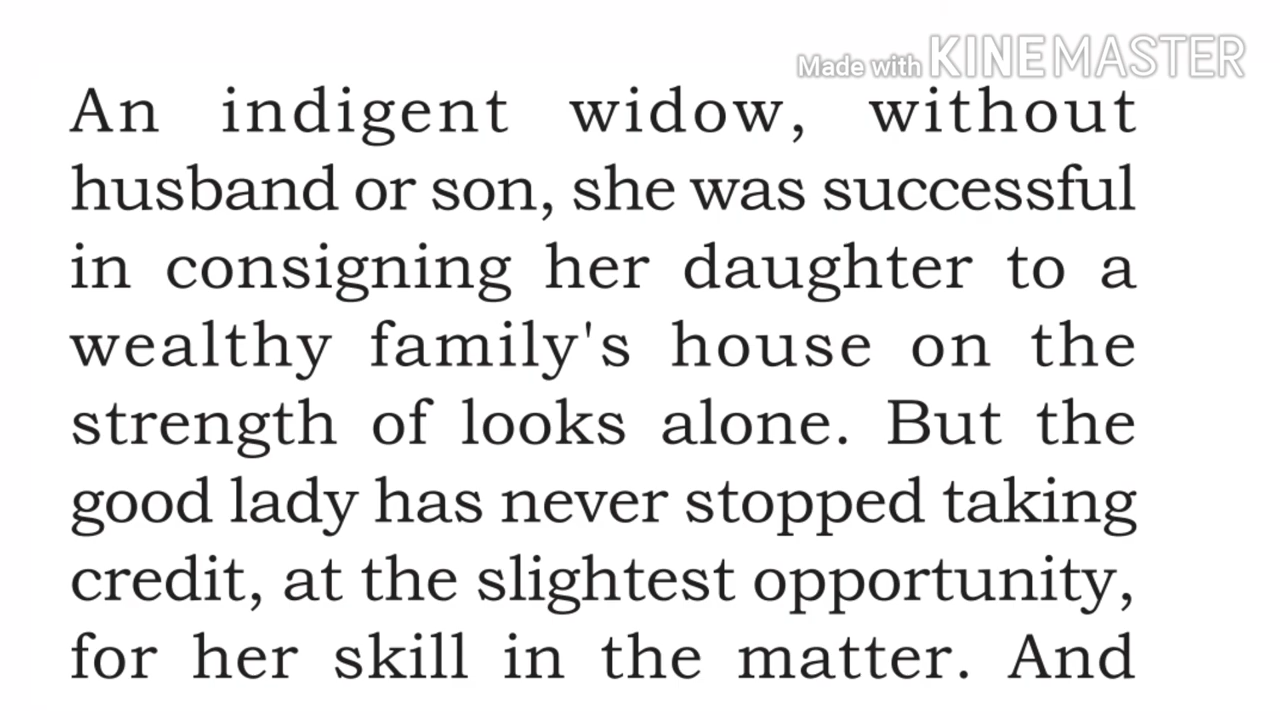 Made with KINEMASTER
An indigent widow, without
husband or son, she was successful
in consigning her daughter to a
wealthy family's house on the
strength of looks alone. But the
good lady has never stopped taking
credit, at the slightest opportunity,
for her skill in the matter. And